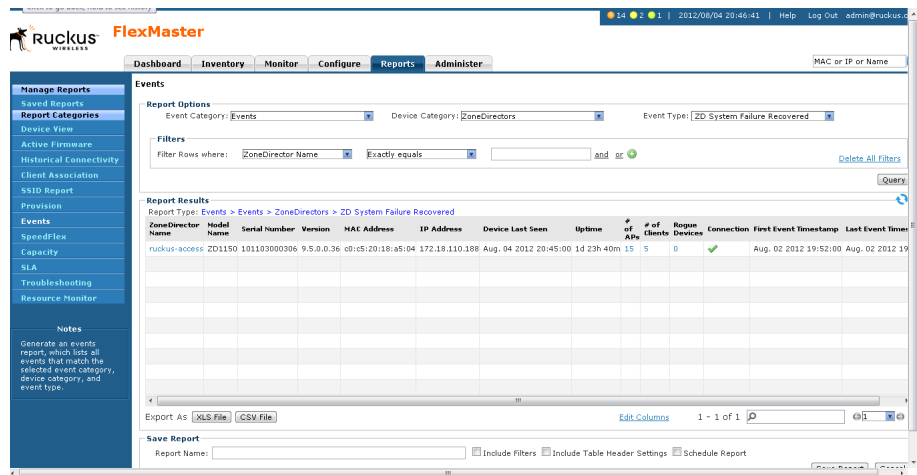 14 2 1 | 2012/08/04 20:46:41 | Help Log Out admin@ruckus.c
Ruckus WIRELESS
FlexMaster
Dashboard Inventory Monitor Configure Reports Administer
MAC or IP or Name
Manage Reports
Saved Reports
Report Categories
Device View
Active Firmware
Historical Connectivity
Client Association
SSID Report
Provision
Events
SpeedFlex
Capacity
SLA
Troubleshooting
Resource Monitor
Notes
Generate an events
report, which lists all
events that match the
selected event category,
device category, and
event type.
Events
Report Options
Event Category: Events Device Category: ZoneDirectors Event Type: ZD System Failure Recovered
Filters
Filter Rows where: ZoneDirector Name Exactly equals and or
Delete All Filters
Query
Report Results
Report Type: Events > Events > ZoneDirectors > ZD System Failure Recovered
ZoneDirector Name Model Name Serial Number Version MAC Address IP Address Device Last Seen Uptime # of APs # of Clients Rogue Devices Connection First Event Timestamp Last Event Times
ruckus-access ZD1150 101103000306 9.5.0.0.36 c0:c5:20:18:a5:04 172.18.110.188 Aug. 04 2012 20:45:00 1d 23h 40m 15 5 0 Aug. 02 2012 19:52:00 Aug. 02 2012 19
Export As XLS File CSV File Edit Columns 1 - 1 of 1 1
Save Report
Report Name: Include Filters Include Table Header Settings Schedule Report